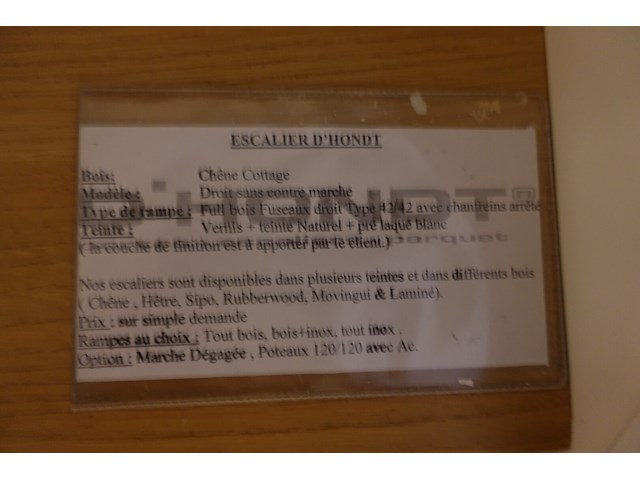 ESCALIER D'HONDT
Bois: Chêne Cottage
Modèle : Droit sans contre marche
Type de rampe : Full bois Fuseaux droit Type 42/42 avec chanfreins arrêté
Teinte : Vernis + teinte Naturel + pré laqué blanc
( la couche de finition est à apporter par le client.)
D'HONDT
parquet
Nos escaliers sont disponibles dans plusieurs teintes et dans différents bois
( Chêne , Hêtre, Sipo, Rubberwood, Movingui & Laminé).
Prix : sur simple demande
Rampes au choix : Tout bois, bois+inox, tout inox .
Option : Marche Dégagée , Poteaux 120/120 avec Ac.